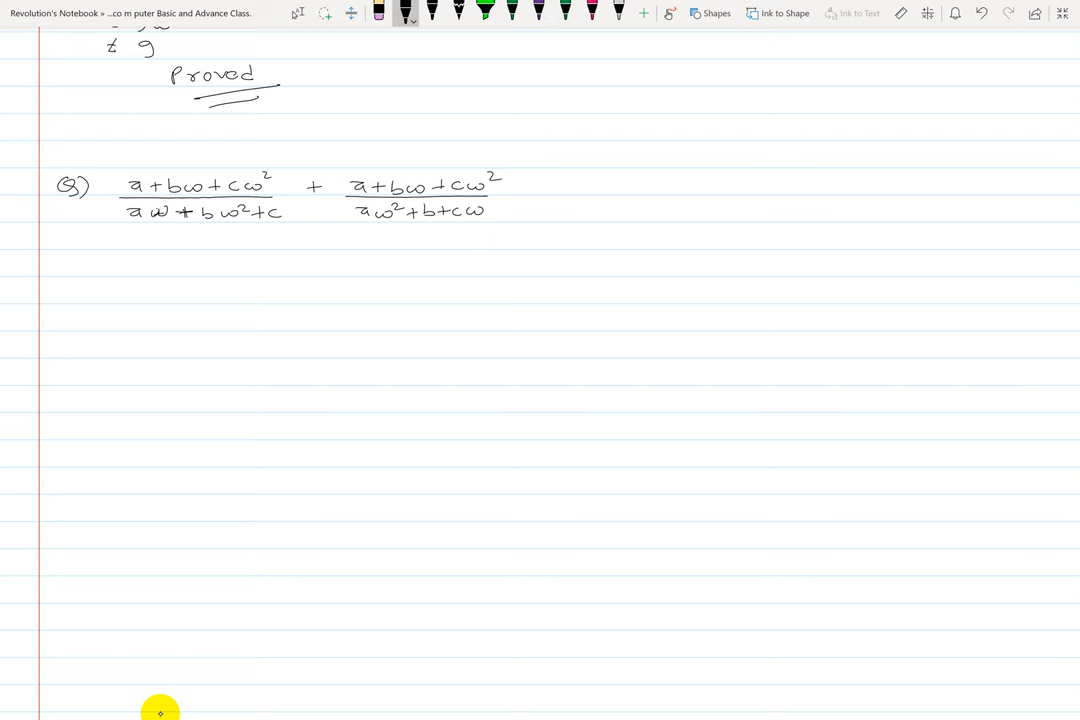 Revolution's Notebook » ...co m puter Basic and Advance Class.
Shapes
Ink to Shape
Ink to Text
t g
Proved
Q) a+bω+cω² / aω+bω²+c + a+bω+cω² / aω²+b+cω